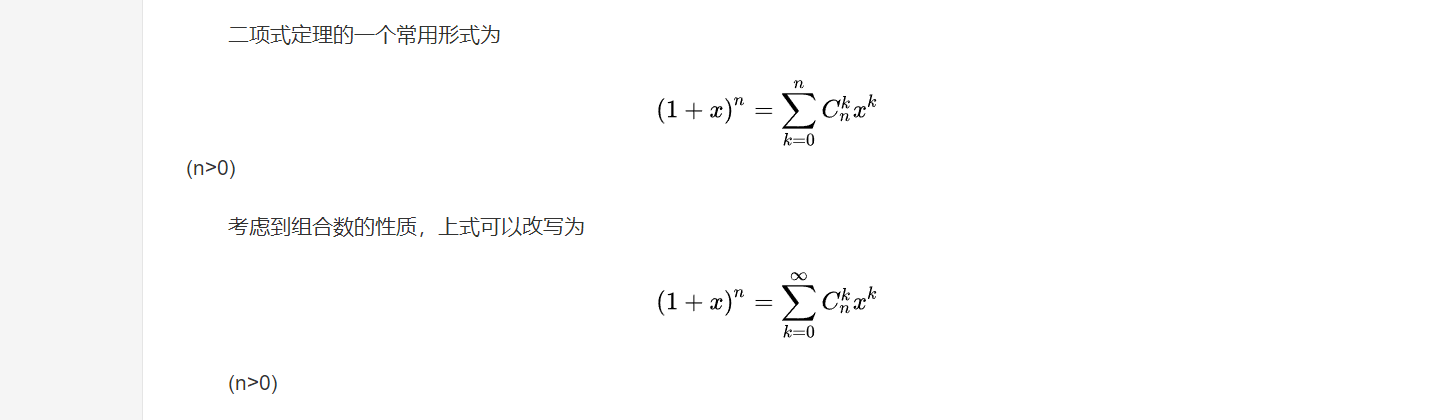 二项式定理的一个常用形式为
(1 + x)^n = \sum_{k=0}^{n} C_n^k x^k
(n>0)
考虑到组合数的性质，上式可以改写为
(1 + x)^n = \sum_{k=0}^{\infty} C_n^k x^k
(n>0)